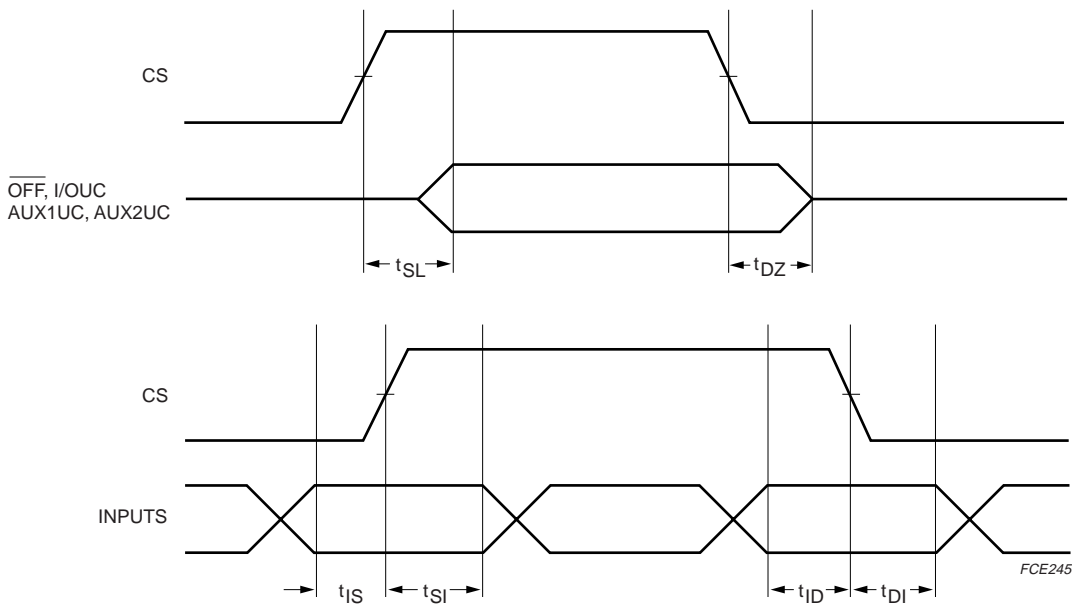 CS
OFF, I/OUC
AUX1UC, AUX2UC
tSL
tDZ
CS
INPUTS
tIS
tSI
tID
tDI
FCE245